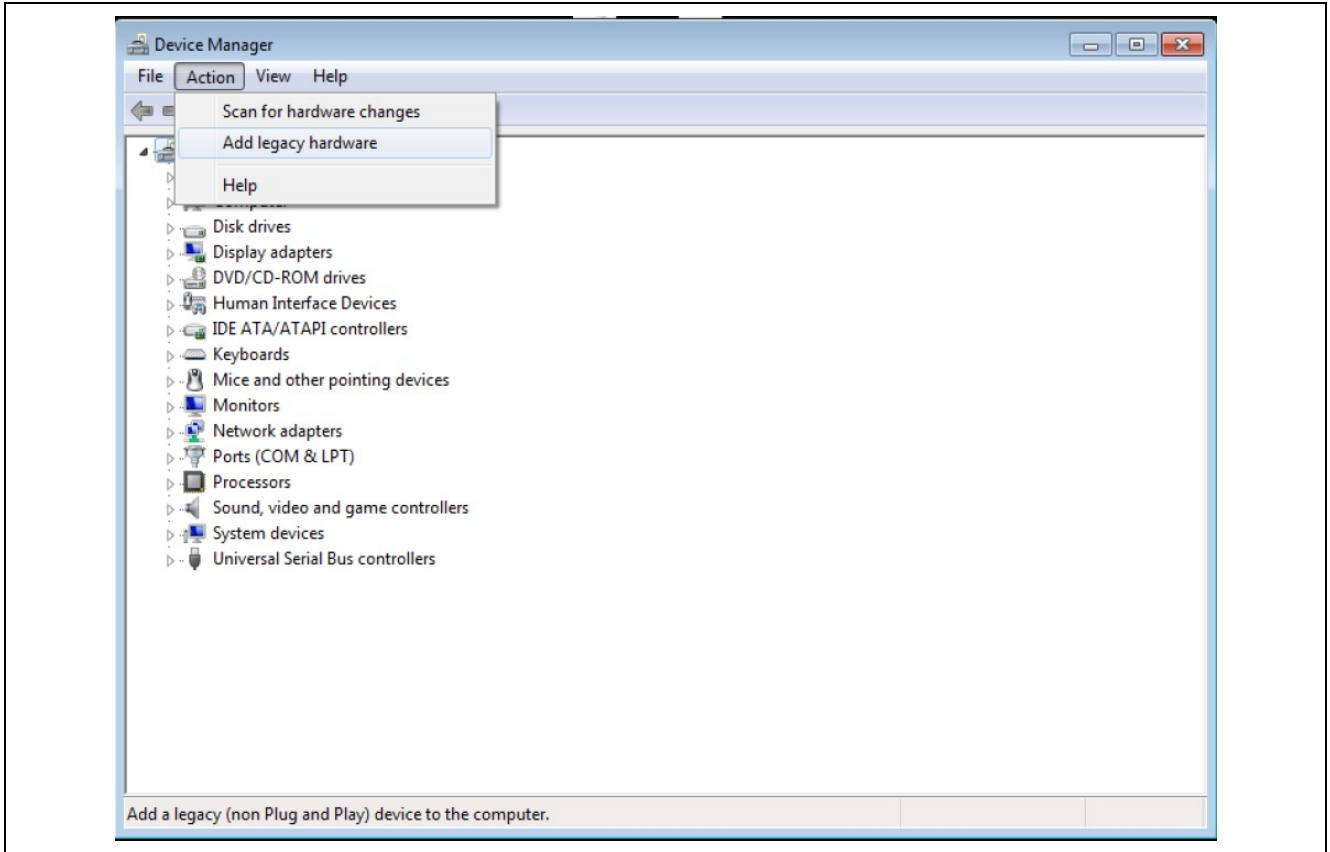 Device Manager
File Action View Help
Scan for hardware changes
Add legacy hardware
Help
Computer
Disk drives
Display adapters
DVD/CD-ROM drives
Human Interface Devices
IDE ATA/ATAPI controllers
Keyboards
Mice and other pointing devices
Monitors
Network adapters
Ports (COM & LPT)
Processors
Sound, video and game controllers
System devices
Universal Serial Bus controllers
Add a legacy (non Plug and Play) device to the computer.